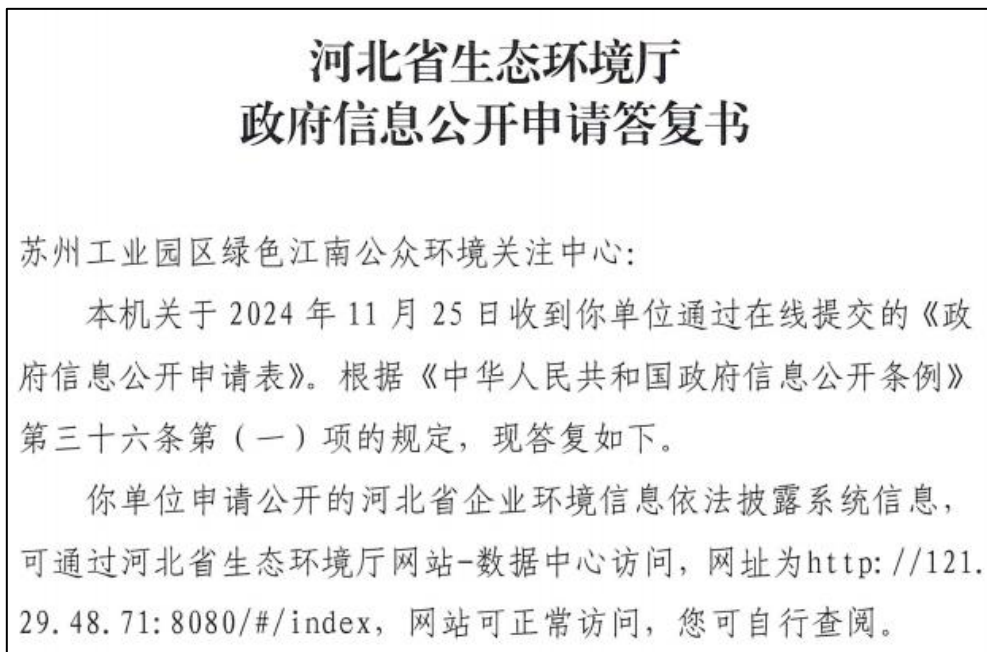 河北省生态环境厅
政府信息公开申请答复书
苏州工业园区绿色江南公众环境关注中心：
本机关于 2024 年 11 月 25 日收到你单位通过在线提交的《政
府信息公开申请表》。根据《中华人民共和国政府信息公开条例》
第三十六条第（一）项的规定，现答复如下。
你单位申请公开的河北省企业环境信息依法披露系统信息，
可通过河北省生态环境厅网站-数据中心访问，网址为http://121.
29.48.71:8080/#/index，网站可正常访问，您可自行查阅。